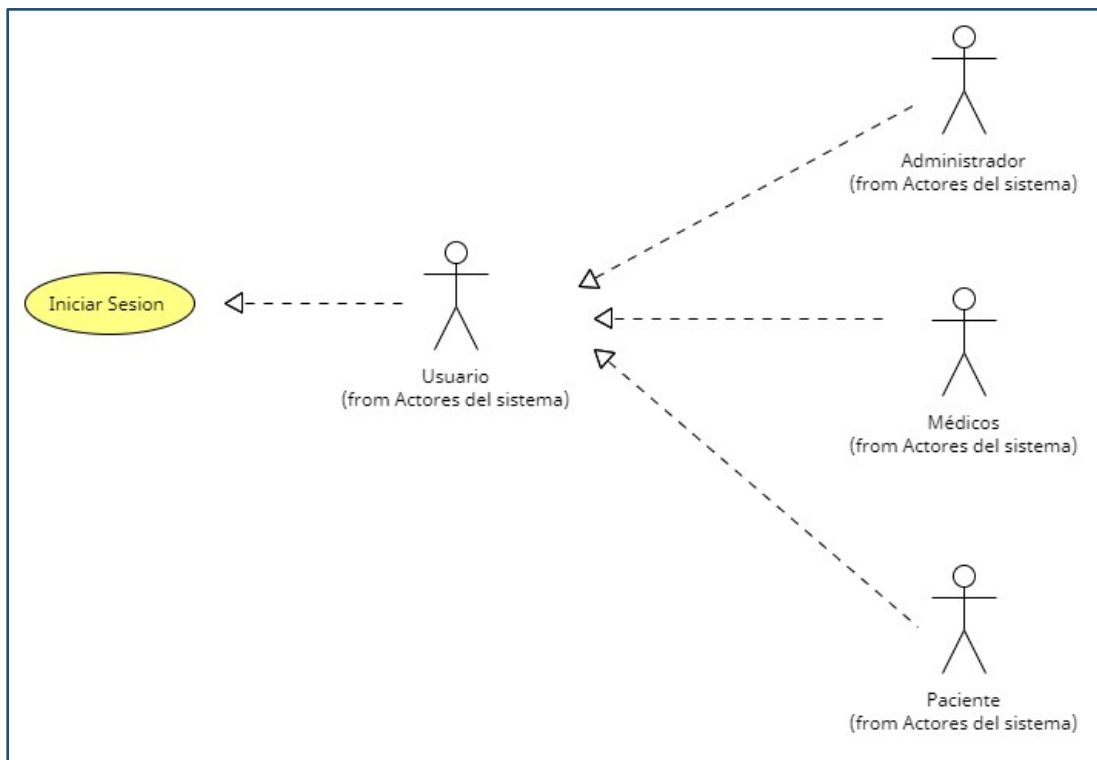 Administrador
(from Actores del sistema)
Iniciar Sesion
Usuario
(from Actores del sistema)
Médicos
(from Actores del sistema)
Paciente
(from Actores del sistema)